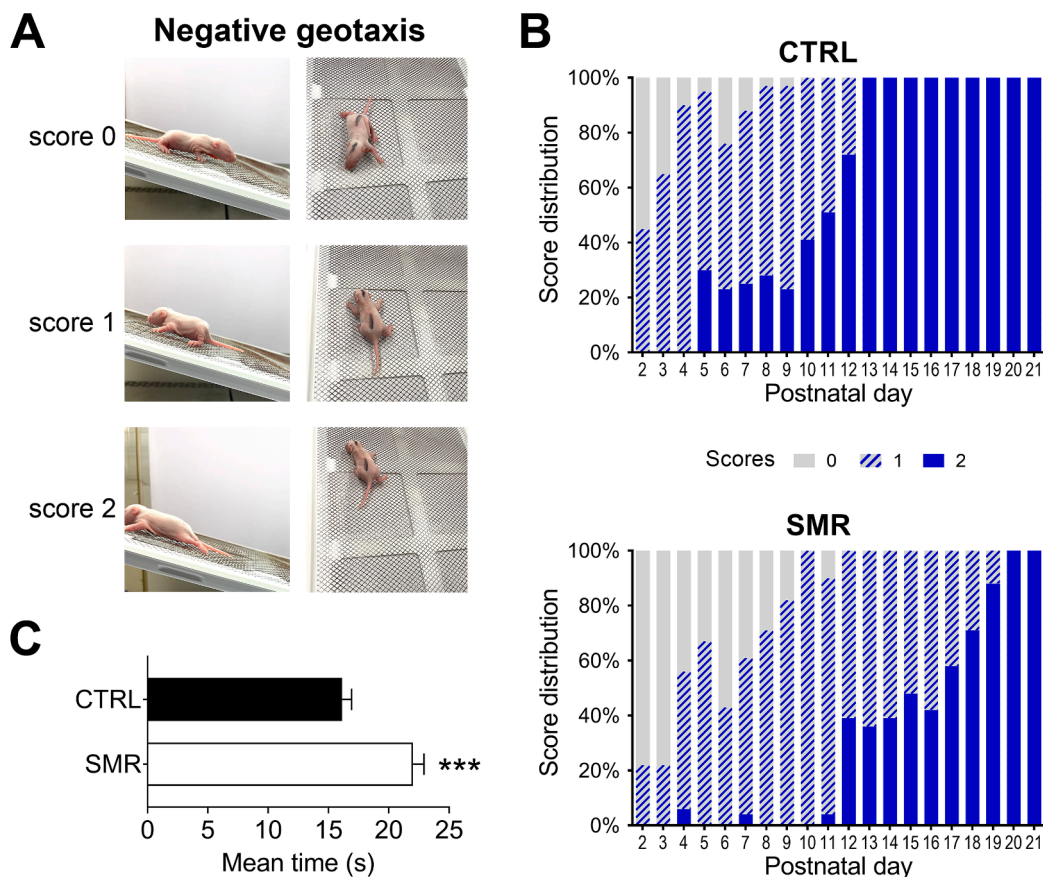 A
Negative geotaxis
score 0
score 1
score 2
B
CTRL
Score distribution
100%
80%
60%
40%
20%
0%
2 3 4 5 6 7 8 9 10 11 12 13 14 15 16 17 18 19 20 21
Postnatal day
Scores 0 1 2
SMR
Score distribution
100%
80%
60%
40%
20%
0%
2 3 4 5 6 7 8 9 10 11 12 13 14 15 16 17 18 19 20 21
Postnatal day
C
CTRL
SMR
***
0 5 10 15 20 25
Mean time (s)